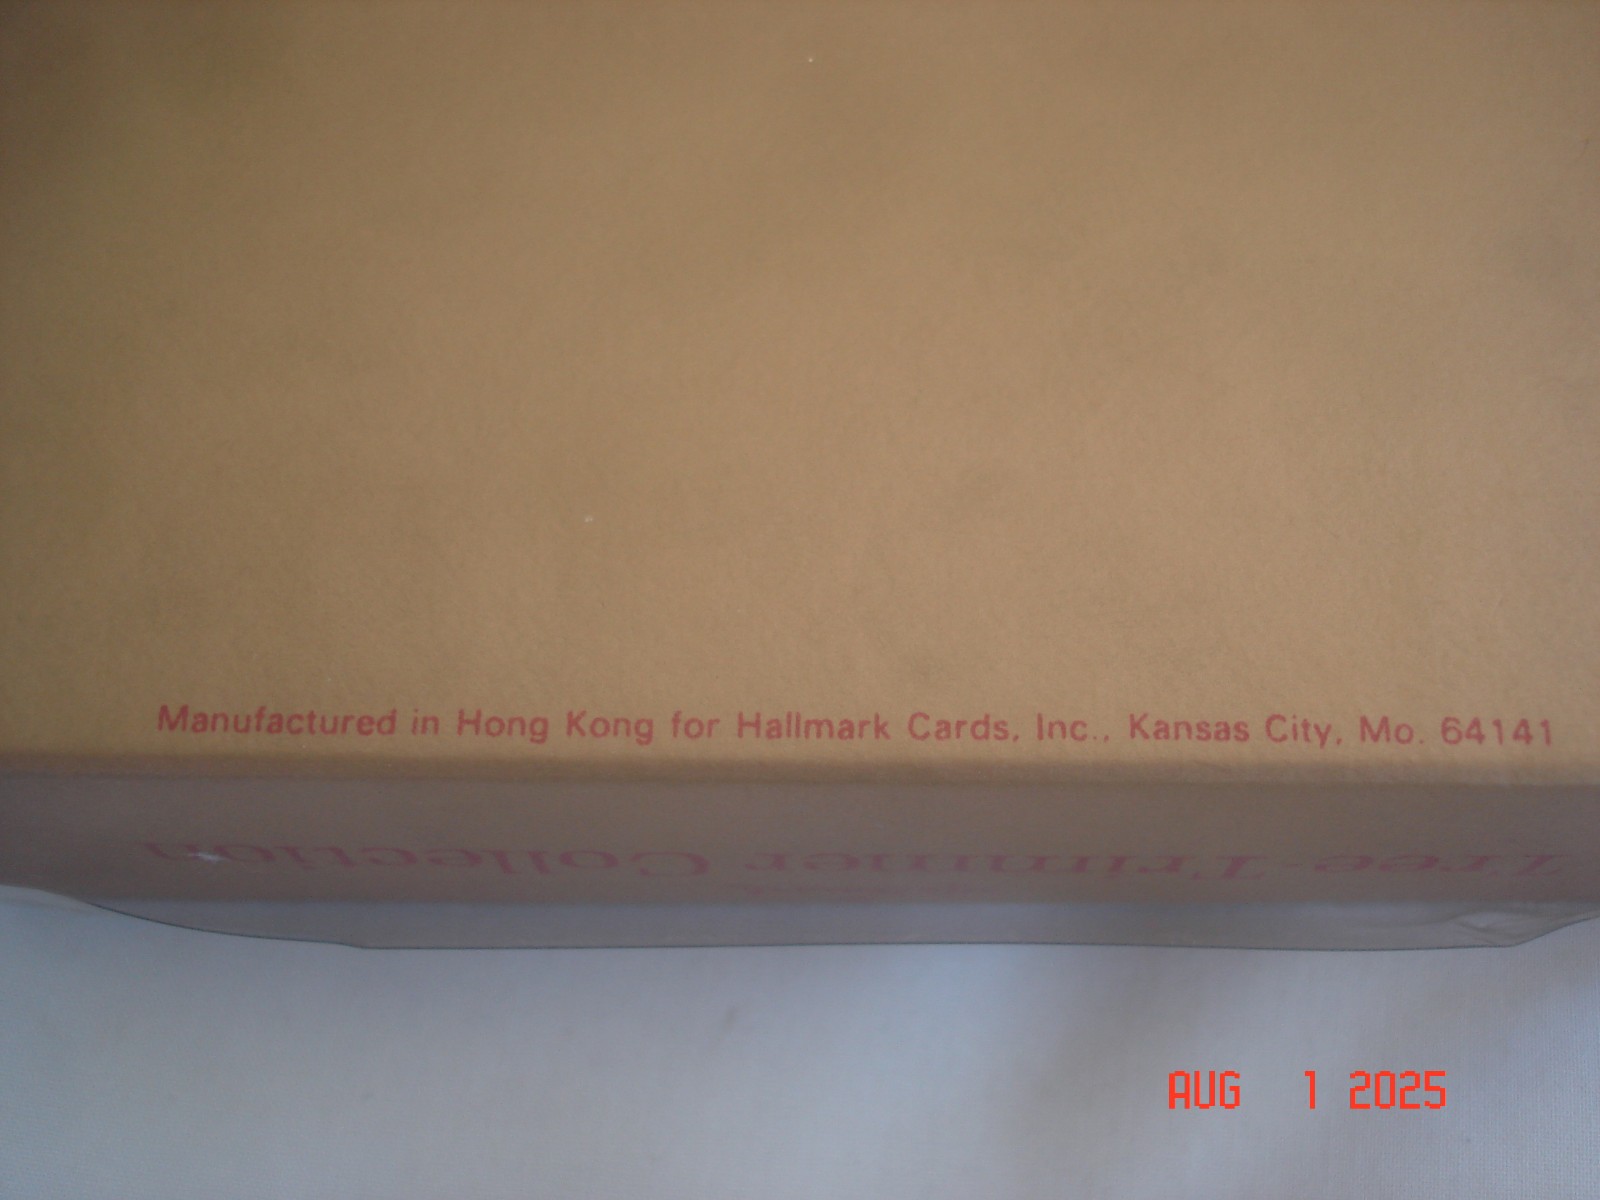 Manufactured in Hong Kong for Hallmark Cards, Inc., Kansas City, Mo. 64141
Tree-Trimmer Collection
AUG 1 2025